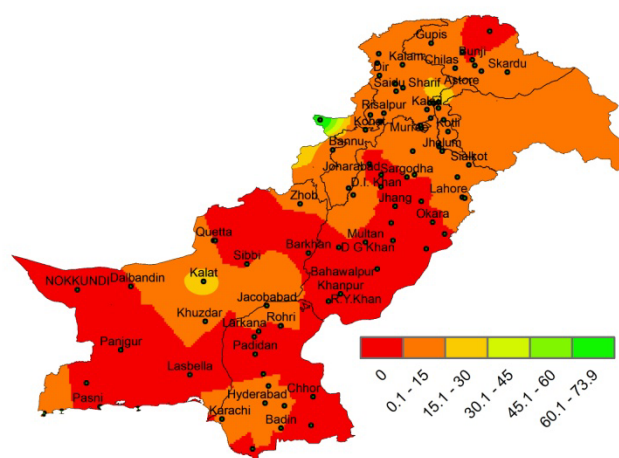 Gupis
Bunji
Kalam
Chilas
Skardu
Dir
Astore
Saidu Sharif
Kakul
Risalpur
Kohat
Murree
Kotli
Bannu
Jhelum
Sialkot
Joharabad
Sargodha
D.I. Khan
Lahore
Zhob
Jhang
Okara
Quetta
Multan
Barkhan
D G Khan
Sibbi
Bahawalpur
Kalat
NOKKUNDI
Dalbandin
Khanpur
R.Y.Khan
Jacobabad
Khuzdar
Rohri
Larkana
Panjgur
Padidan
Lasbella
Pasni
Hyderabad
Chhor
Karachi
Badin
0
0.1 - 15
15.1 - 30
30.1 - 45
45.1 - 60
60.1 - 73.9